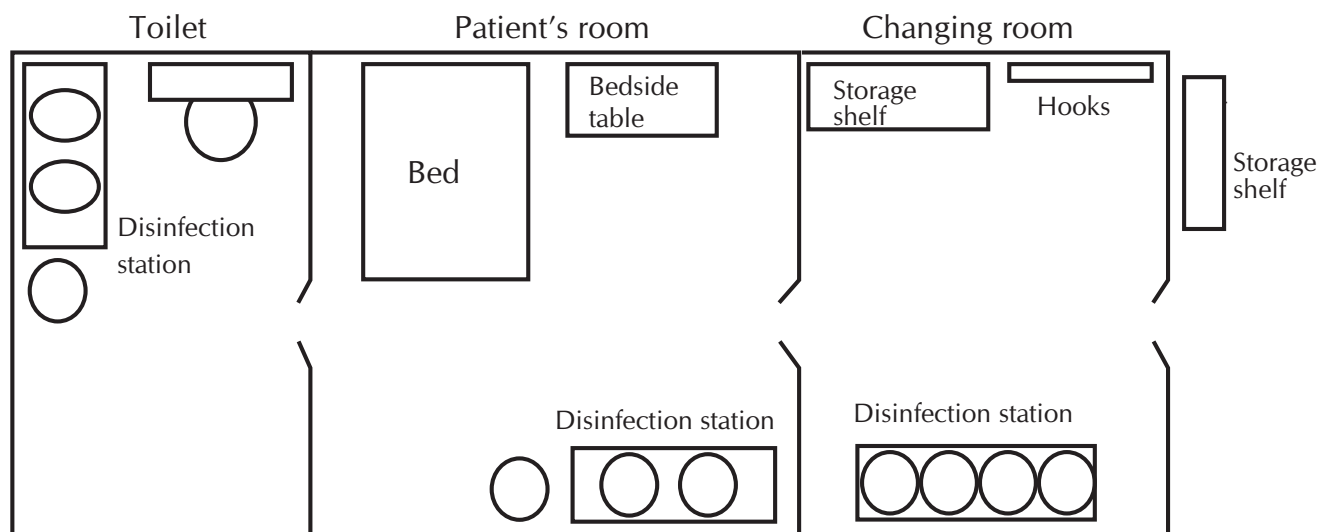 Toilet
Patient's room
Changing room
Bedside
table
Storage
shelf
Hooks
Storage
shelf
Bed
Disinfection
station
Disinfection station
Disinfection station